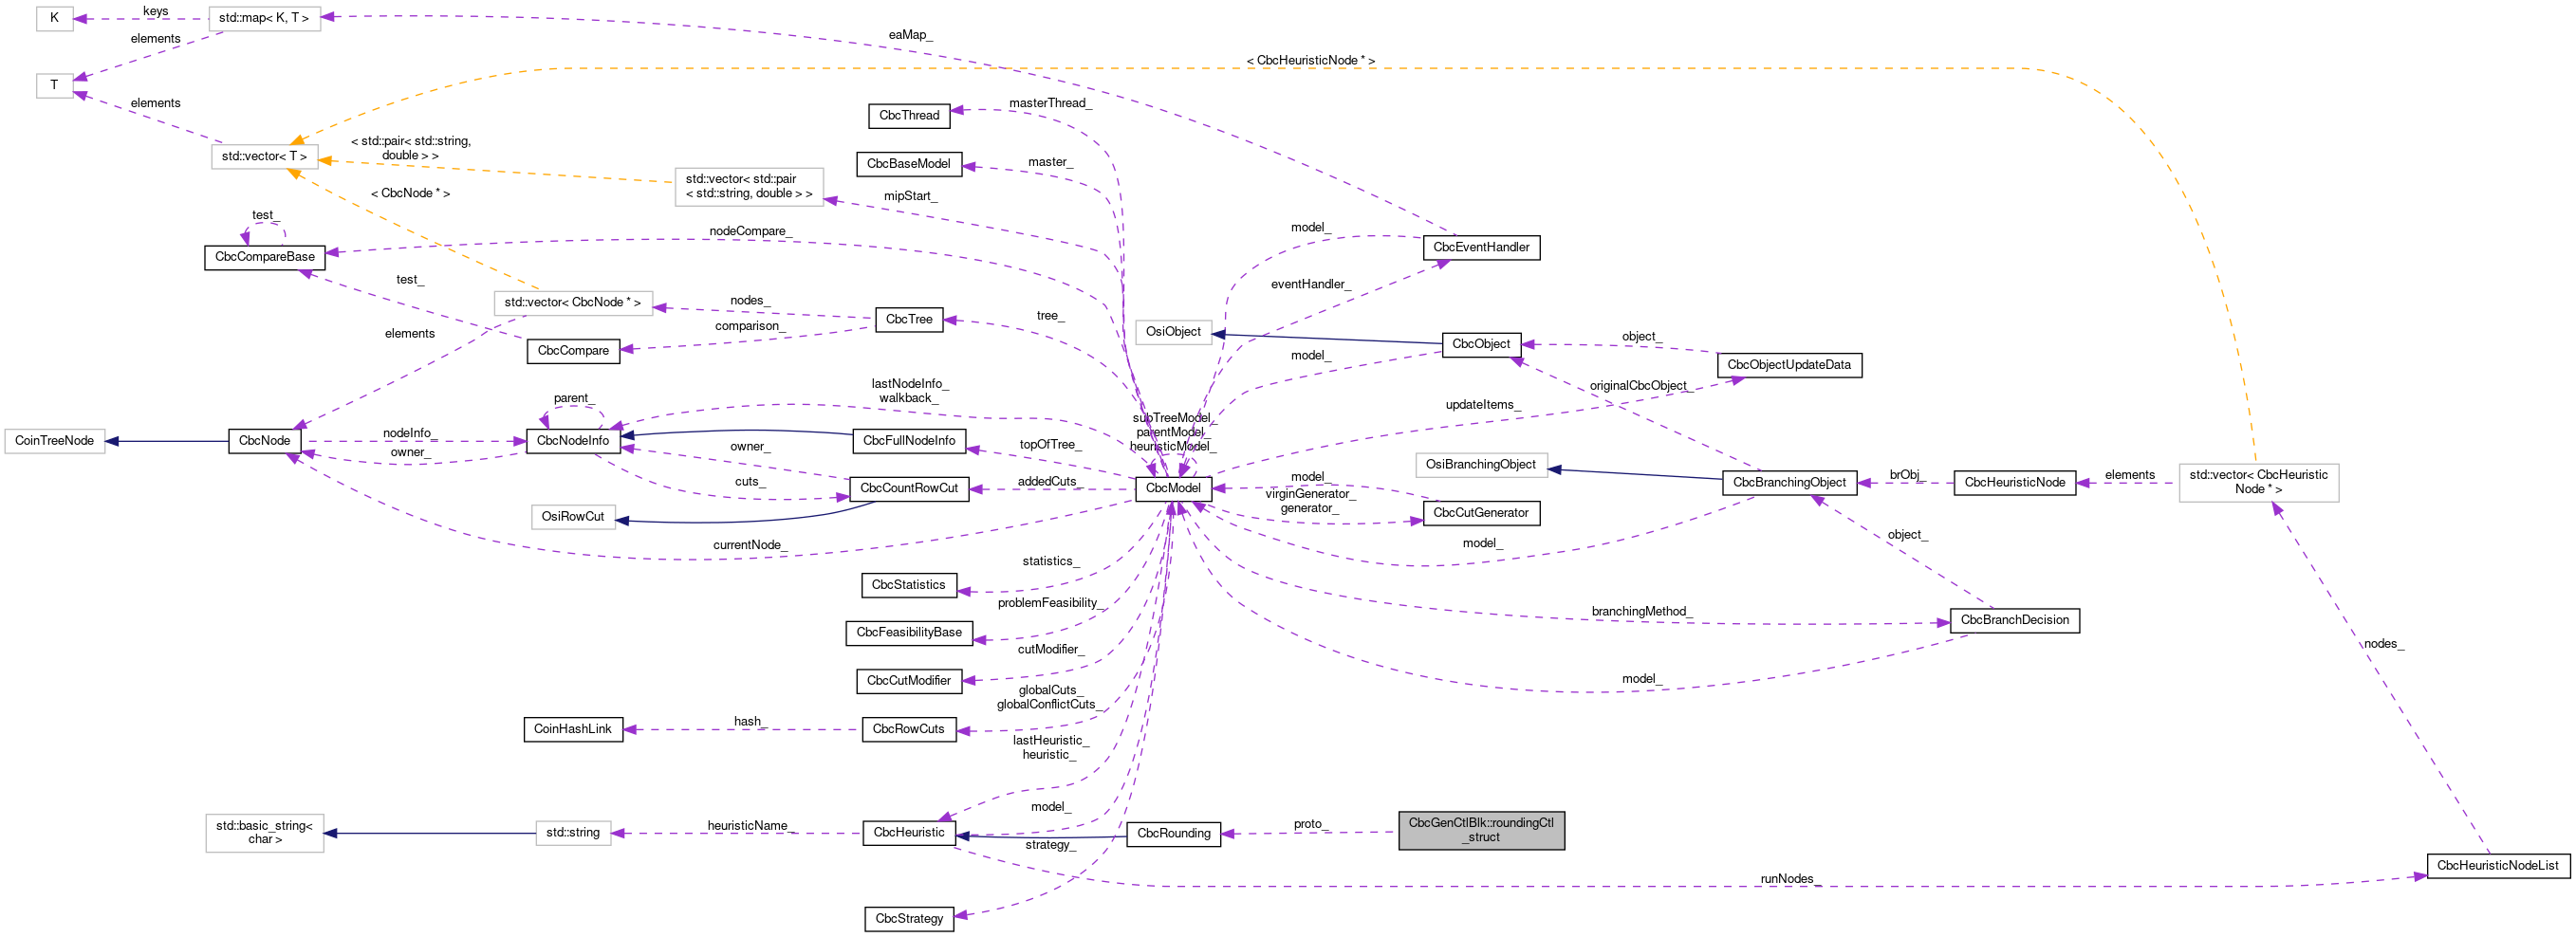 K
keys
std::map< K, T >
elements
eaMap_
T
elements
< CbcHeuristicNode * >
std::vector< T >
< std::pair< std::string,
double > >
< CbcNode * >
CbcThread
masterThread_
CbcBaseModel
master_
std::vector< std::pair
< std::string, double > >
mipStart_
test_
CbcCompareBase
nodeCompare_
model_
CbcEventHandler
eventHandler_
test_
std::vector< CbcNode * >
nodes_
comparison_
CbcTree
tree_
elements
CbcCompare
OsiObject
CbcObject
model_
object_
CbcObjectUpdateData
originalCbcObject_
updateItems_
lastNodeInfo_
walkback_
parent_
CoinTreeNode
CbcNode
nodeInfo_
owner_
CbcNodeInfo
CbcFullNodeInfo
topOfTree_
subTreeModel_
parentModel_
heuristicModel_
owner_
cuts_
CbcCountRowCut
addedCuts_
CbcModel
model_
virginGenerator_
generator_
CbcCutGenerator
OsiBranchingObject
CbcBranchingObject
brObj_
CbcHeuristicNode
elements
std::vector< CbcHeuristic
Node * >
OsiRowCut
currentNode_
model_
object_
CbcStatistics
statistics_
CbcFeasibilityBase
problemFeasibility_
branchingMethod_
CbcBranchDecision
CbcCutModifier
cutModifier_
model_
nodes_
globalCuts_
globalConflictCuts_
CoinHashLink
hash_
CbcRowCuts
lastHeuristic_
heuristic_
std::basic_string<
char >
std::string
heuristicName_
CbcHeuristic
model_
CbcRounding
proto_
CbcGenCtlBlk::roundingCtl
_struct
strategy_
runNodes_
CbcHeuristicNodeList
CbcStrategy